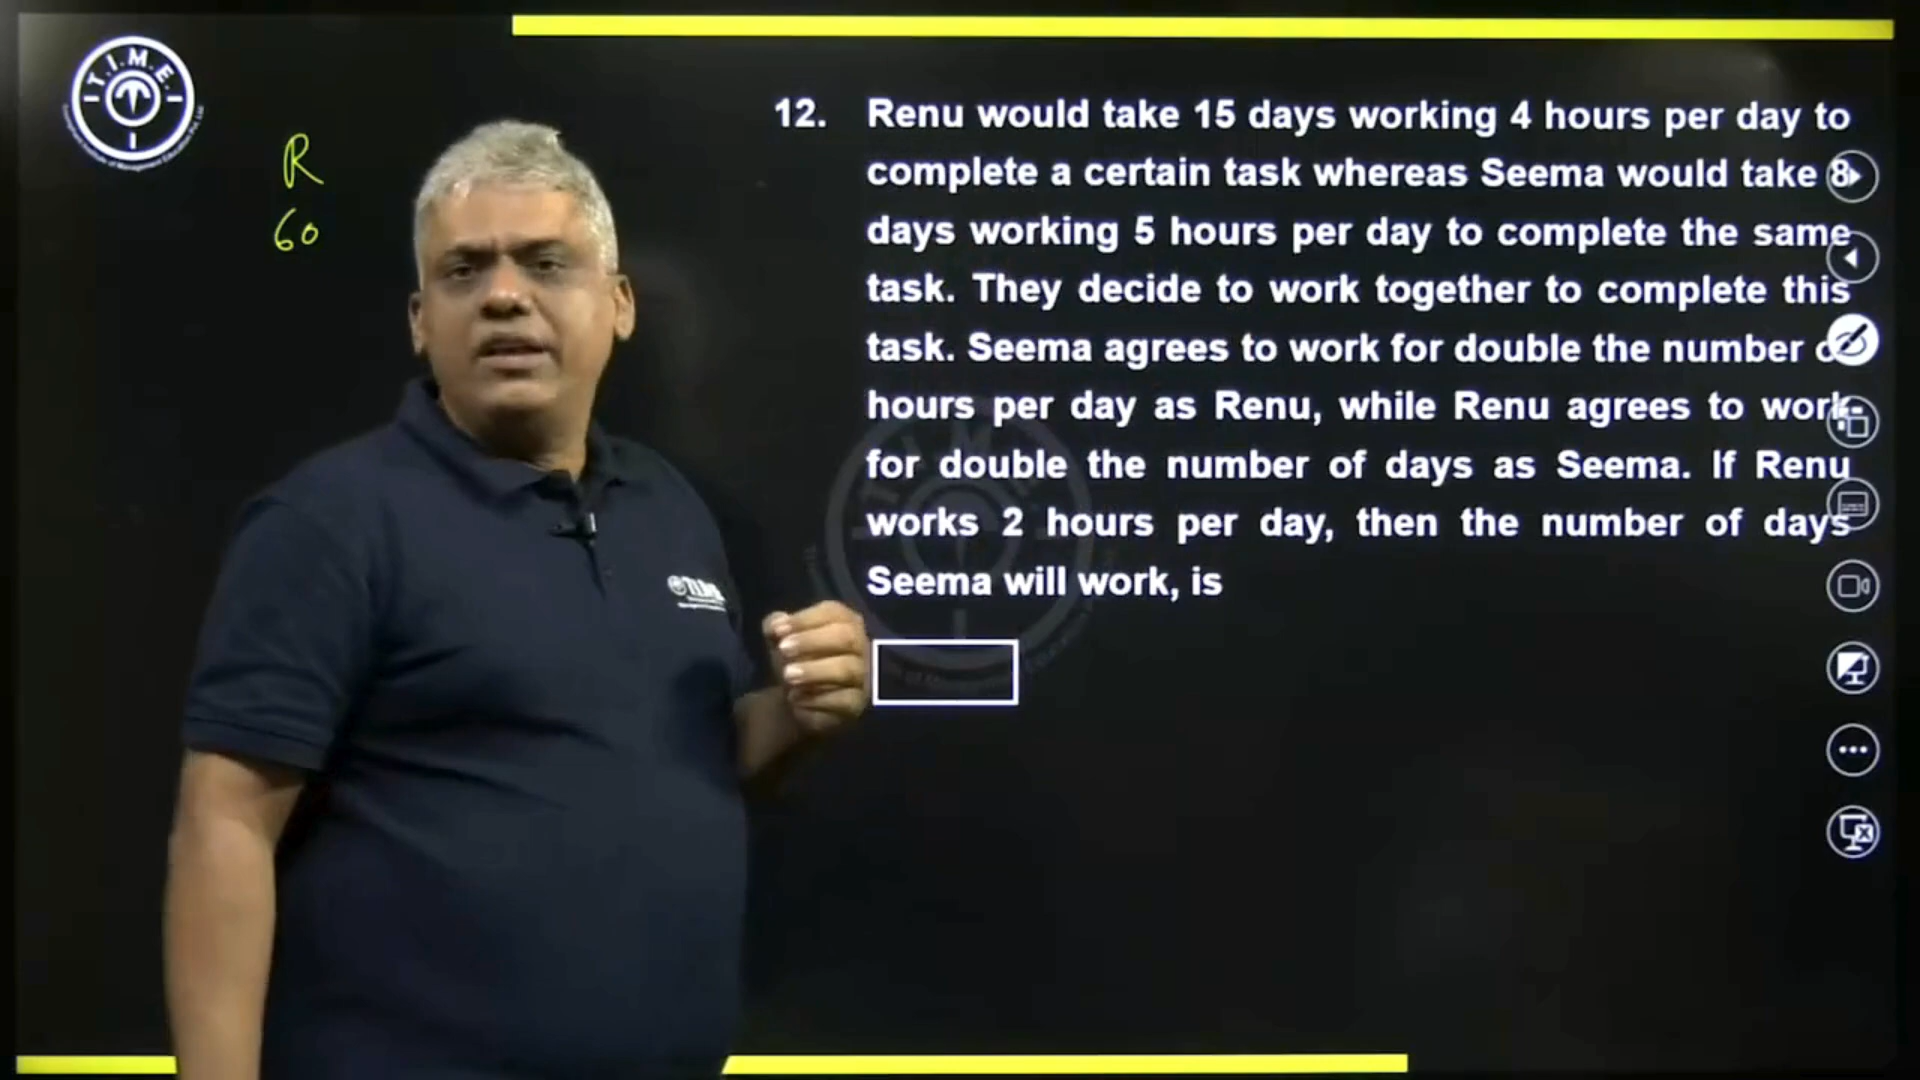 T.I.M.E.
R
60
12. Renu would take 15 days working 4 hours per day to
complete a certain task whereas Seema would take 8
days working 5 hours per day to complete the same
task. They decide to work together to complete this
task. Seema agrees to work for double the number
hours per day as Renu, while Renu agrees to work
for double the number of days as Seema. If Renu
works 2 hours per day, then the number of days
Seema will work, is